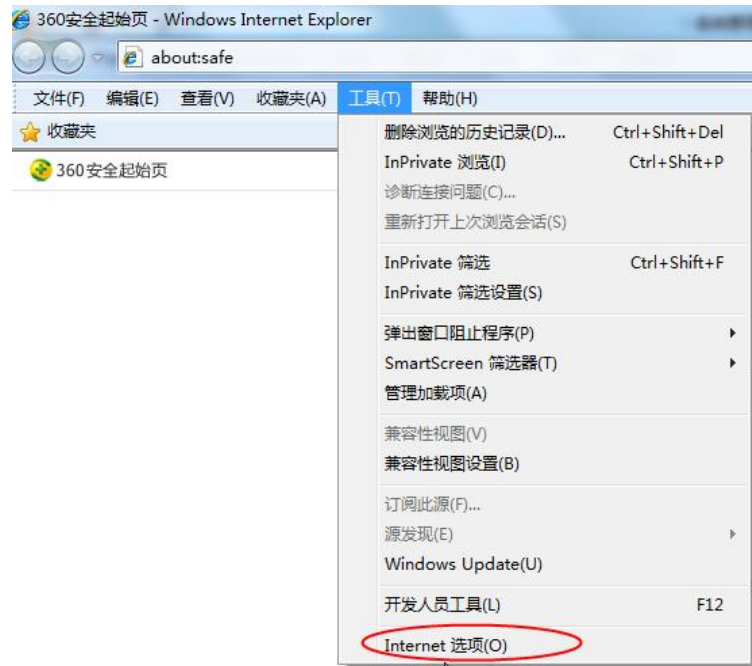 360安全起始页 - Windows Internet Explorer
about:safe
文件(F) 编辑(E) 查看(V) 收藏夹(A) 工具(T) 帮助(H)
收藏夹
360安全起始页
删除浏览的历史记录(D)... Ctrl+Shift+Del
InPrivate 浏览(I) Ctrl+Shift+P
诊断连接问题(C)...
重新打开上次浏览会话(S)
InPrivate 筛选 Ctrl+Shift+F
InPrivate 筛选设置(S)
弹出窗口阻止程序(P)
SmartScreen 筛选器(T)
管理加载项(A)
兼容性视图(V)
兼容性视图设置(B)
订阅此源(F)...
源发现(E)
Windows Update(U)
开发人员工具(L) F12
Internet 选项(O)